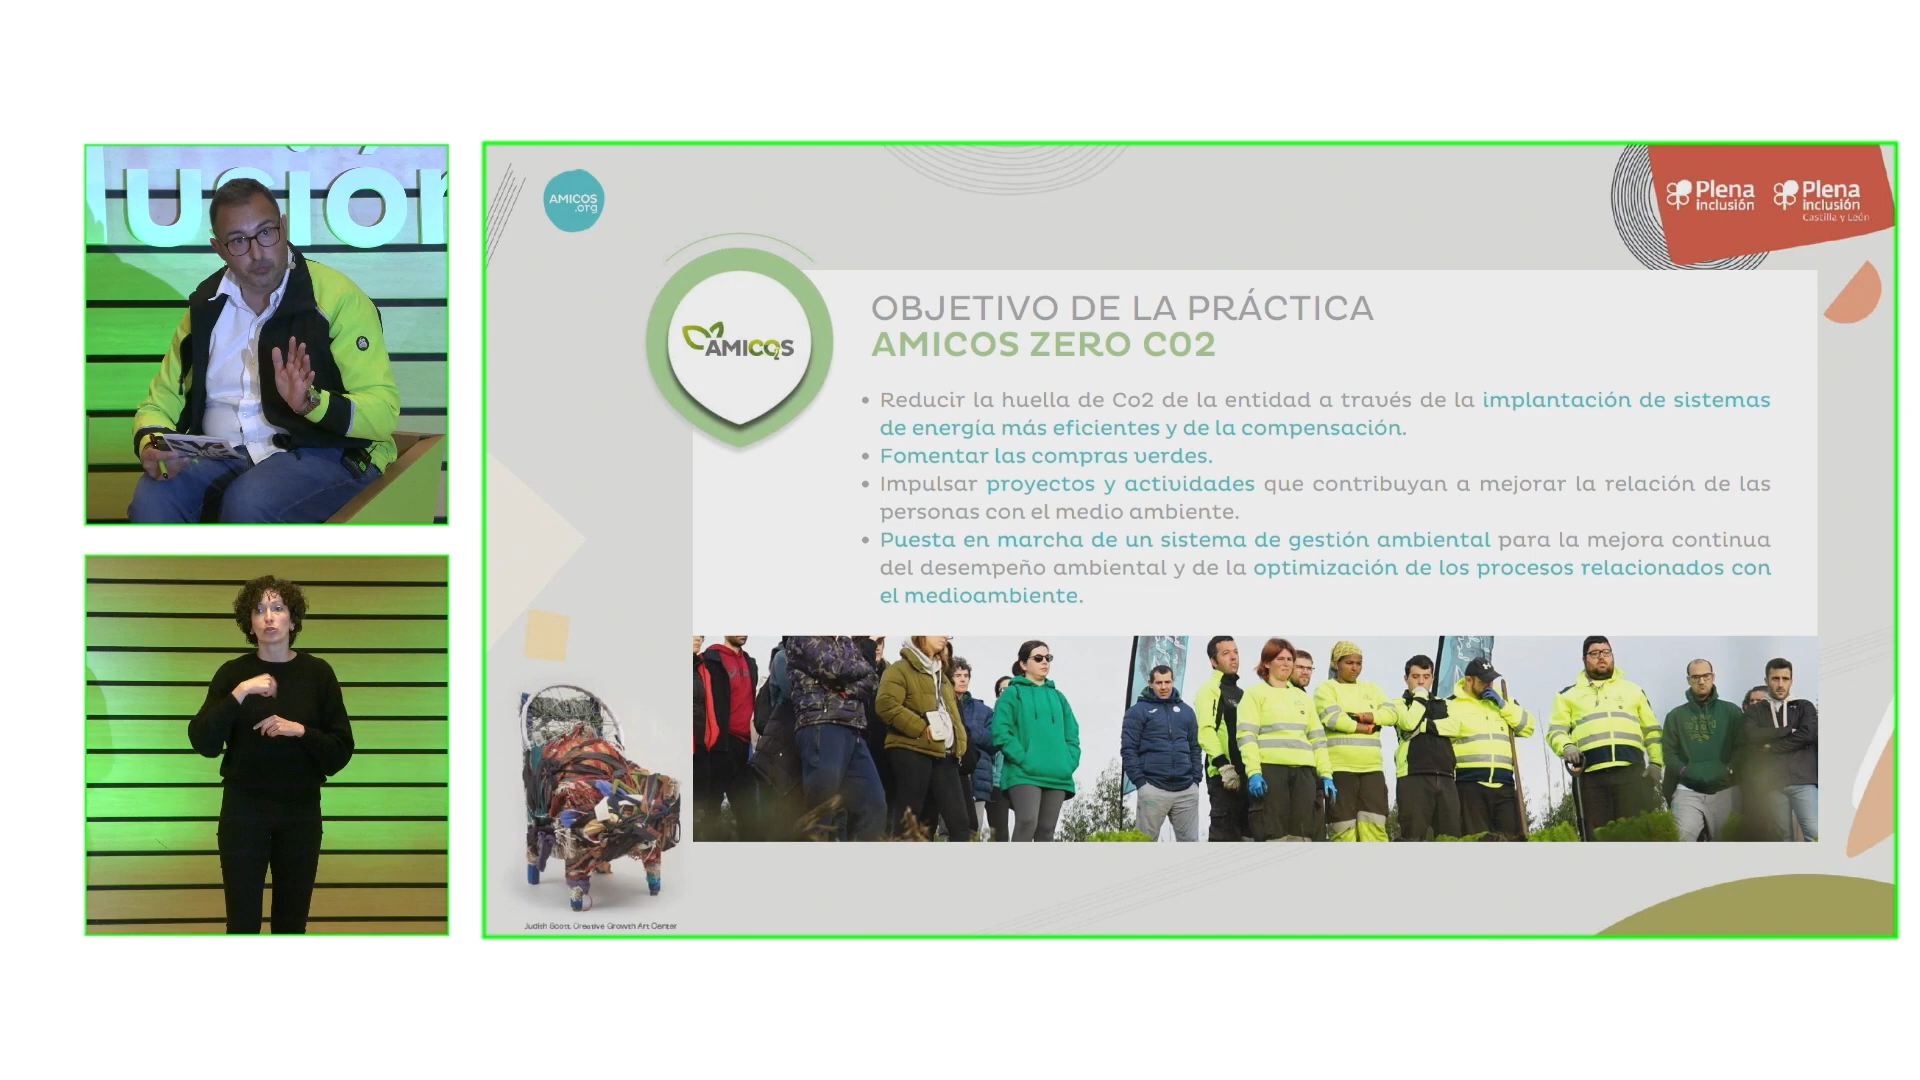 usión
AMICOS
.org
Plena
inclusión
Plena
inclusión
Castilla y León
AMICO2S
OBJETIVO DE LA PRÁCTICA
AMICOS ZERO C02
• Reducir la huella de Co2 de la entidad a través de la implantación de sistemas
de energía más eficientes y de la compensación.
• Fomentar las compras verdes.
• Impulsar proyectos y actividades que contribuyan a mejorar la relación de las
personas con el medio ambiente.
• Puesta en marcha de un sistema de gestión ambiental para la mejora continua
del desempeño ambiental y de la optimización de los procesos relacionados con
el medioambiente.
Judith Scott. Creative Growth Art Center